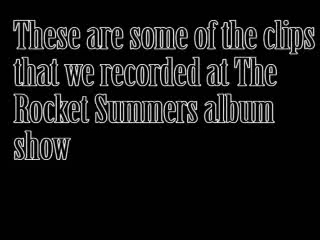 These are some of the clips
that we recorded at The
Rocket Summers album
show